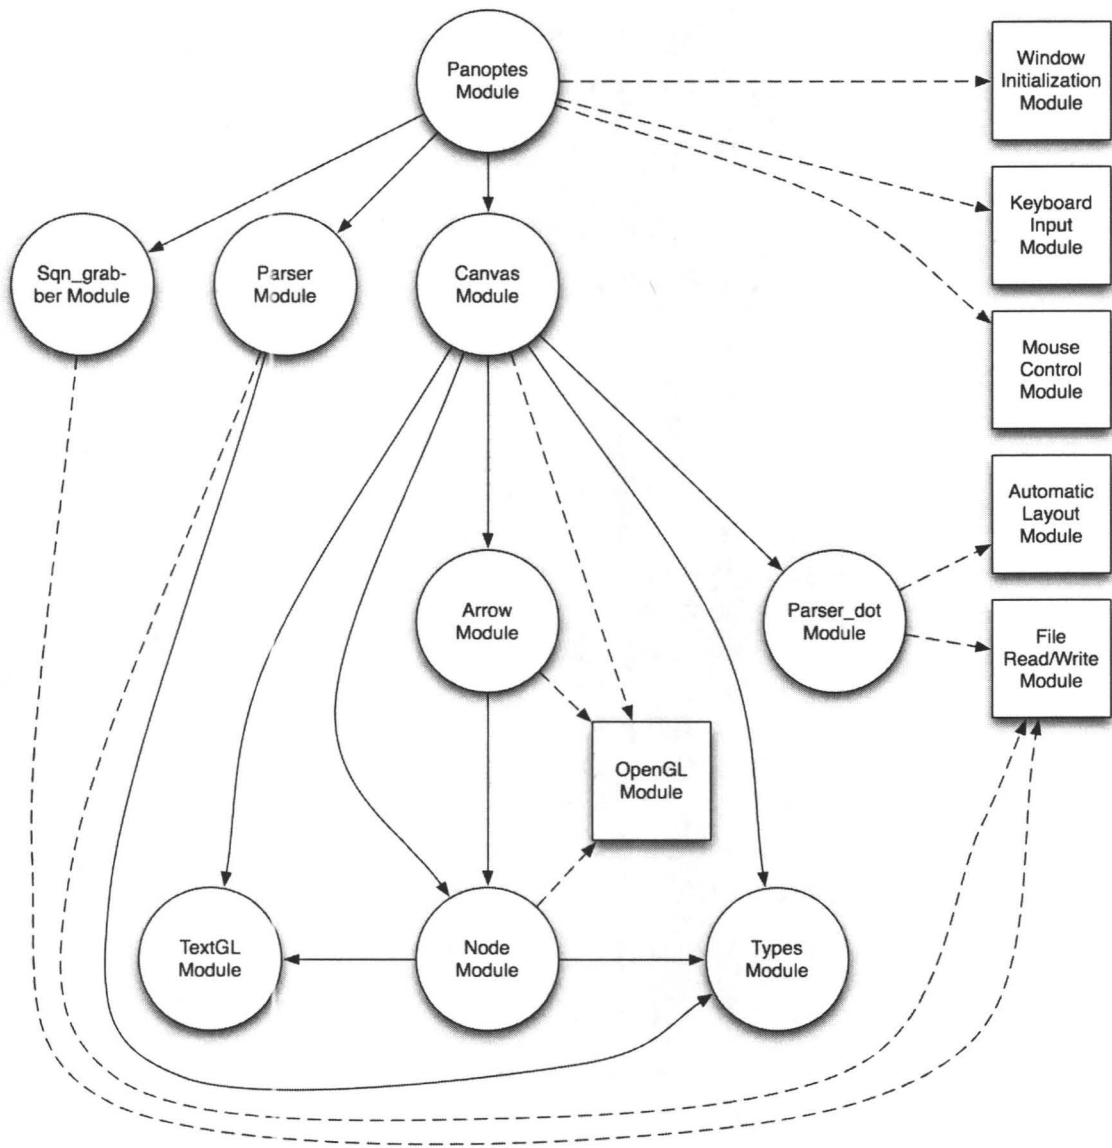 Panoptes
Module
Window
Initialization
Module
Keyboard
Input
Module
Sqn_grab-
ber Module
Parser
Module
Canvas
Module
Mouse
Control
Module
Automatic
Layout
Module
Arrow
Module
Parser_dot
Module
File
Read/Write
Module
OpenGL
Module
TextGL
Module
Node
Module
Types
Module